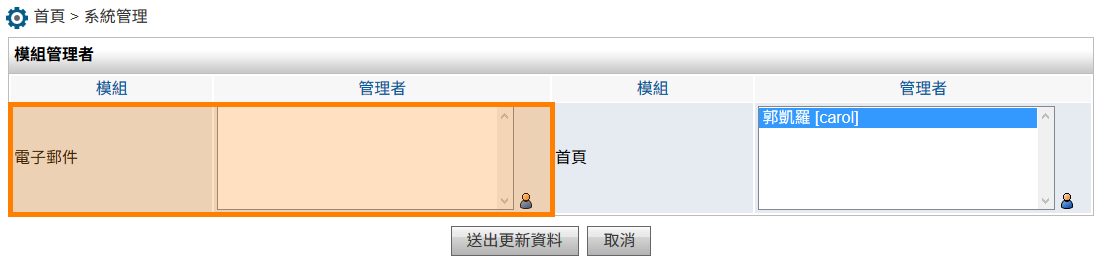 首頁 > 系統管理
模組管理者
模組 管理者 模組 管理者
電子郵件
郭凱羅 [carol]
首頁
送出更新資料 取消